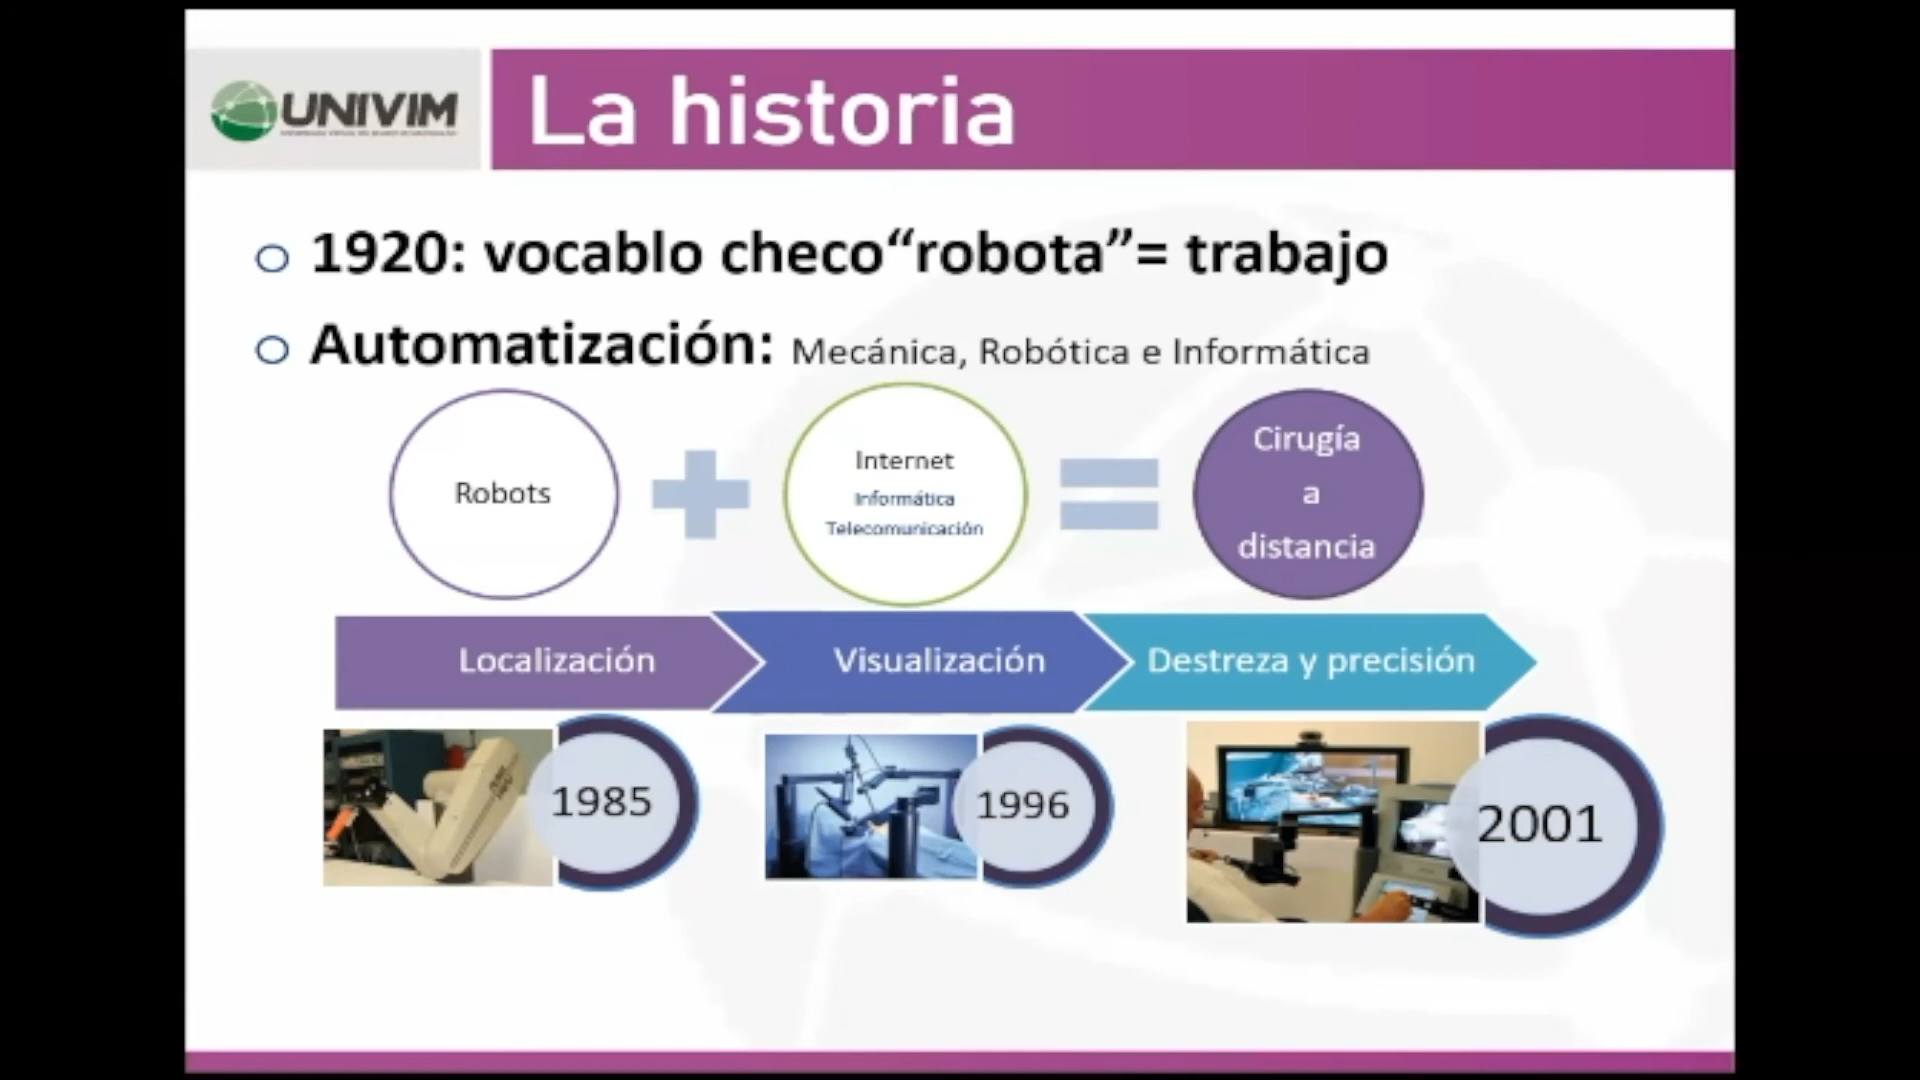 UNIVIM
La historia
1920: vocablo checo“robota”= trabajo
Automatización: Mecánica, Robótica e Informática
Robots
Internet
Informática
Telecomunicación
Cirugía
a
distancia
Localización
Visualización
Destreza y precisión
1985
1996
2001